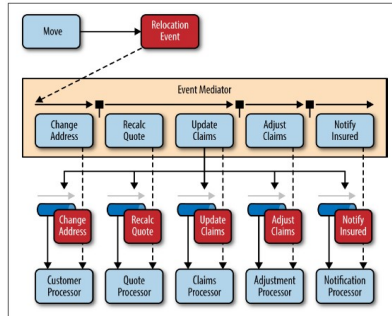 Move
Relocation
Event
Event Mediator
Change
Address
Recalc
Quote
Update
Claims
Adjust
Claims
Notify
Insured
Change
Address
Recalc
Quote
Update
Claims
Adjust
Claims
Notify
Insured
Customer
Processor
Quote
Processor
Claims
Processor
Adjustment
Processor
Notification
Processor